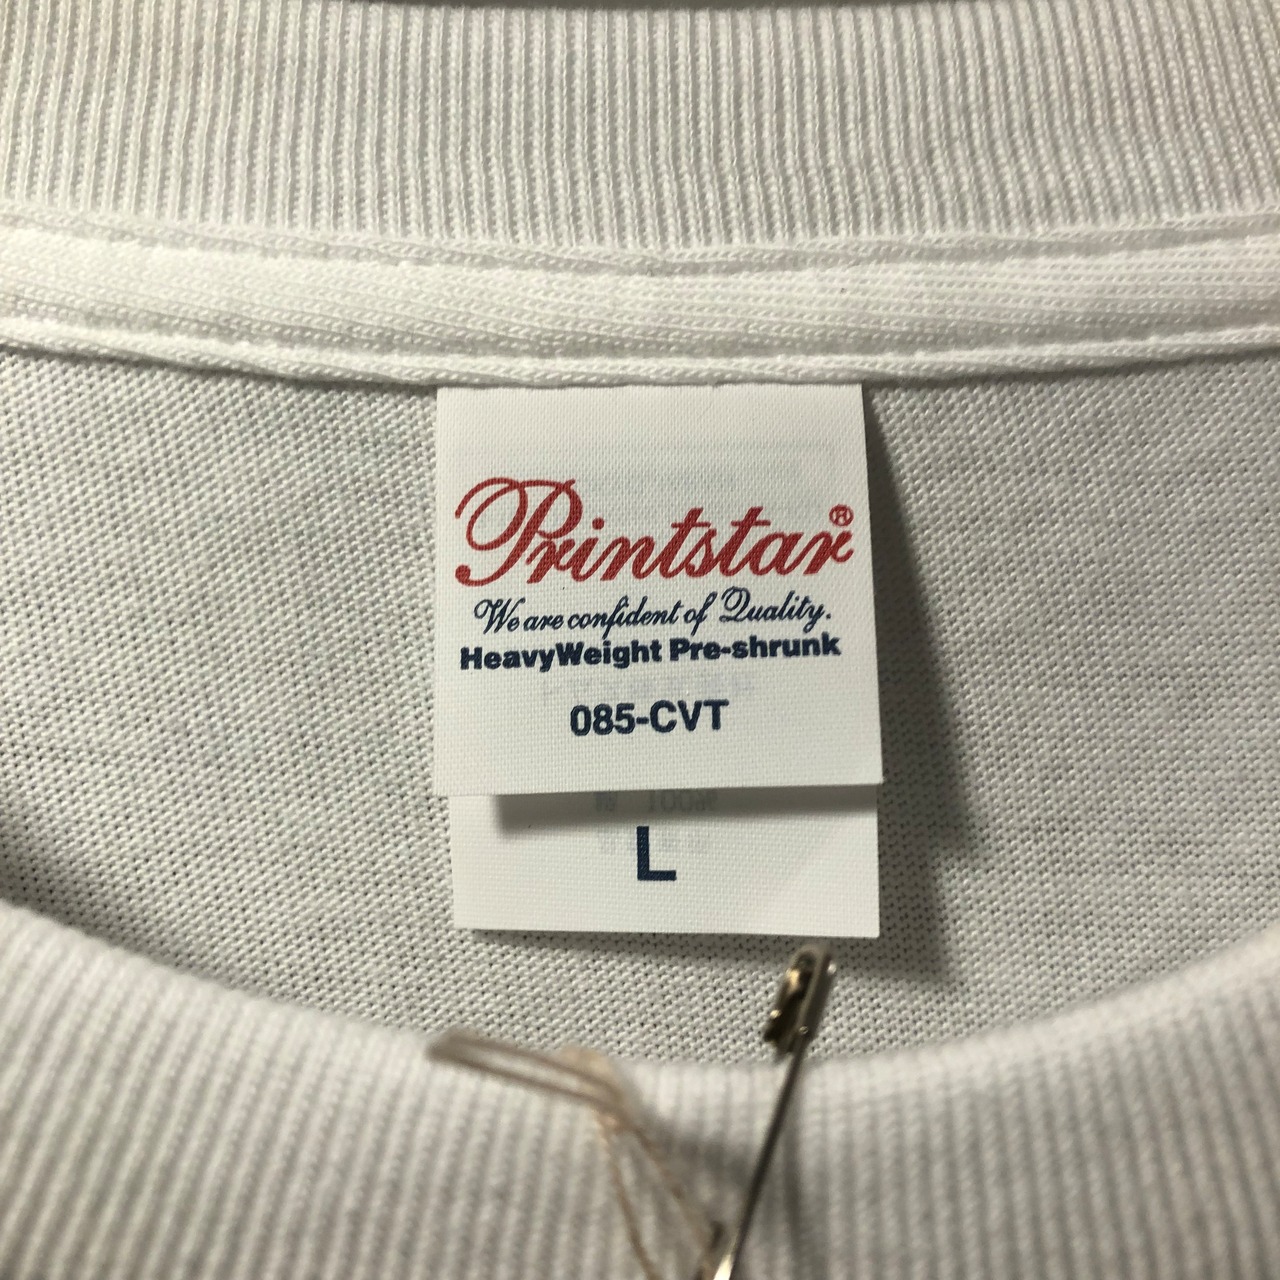 Printstar®
We are confident of Quality.
HeavyWeight Pre-shrunk
085-CVT
L